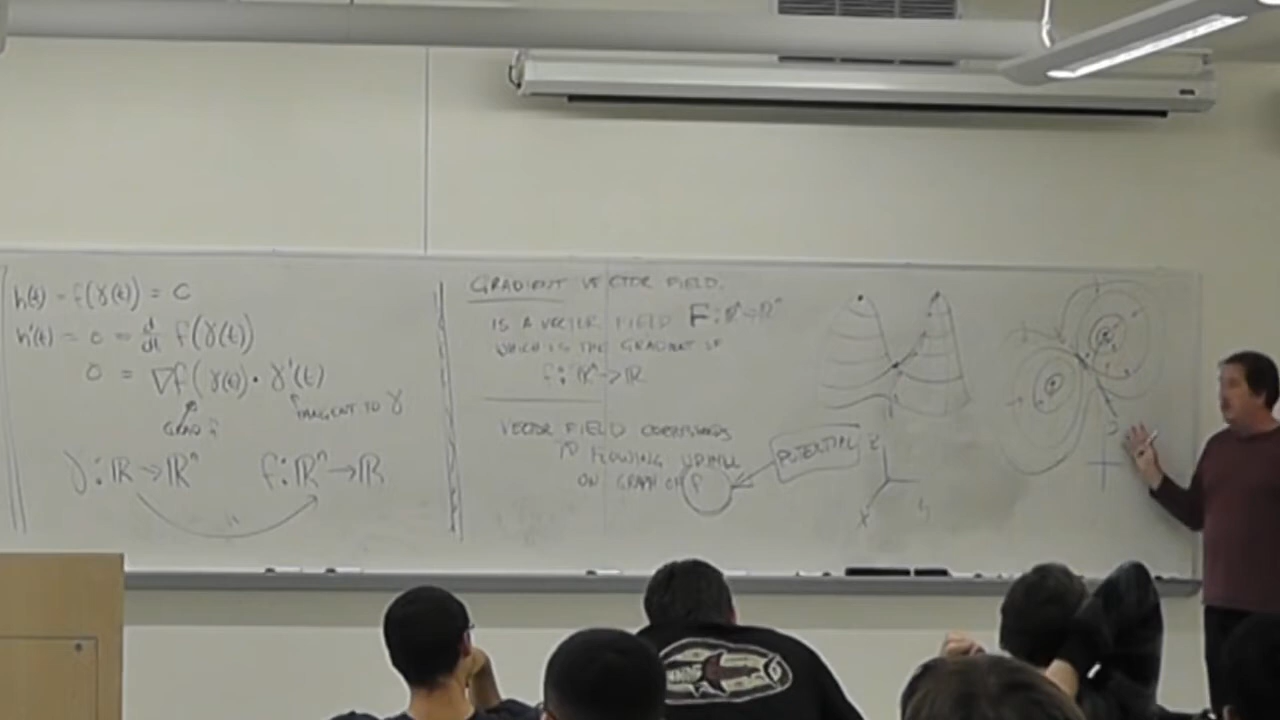 h(t) = f(γ(t)) = C
h'(t) = 0 = d/dt f(γ(t))
0 = ∇f(γ(t)) · γ'(t)
GRAD f
TANGENT TO γ
γ: ℝ → ℝⁿ f: ℝⁿ → ℝ
GRADIENT VECTOR FIELD.
IS A VECTOR FIELD F: ℝⁿ → ℝⁿ
WHICH IS THE GRADIENT OF
f: ℝⁿ → ℝ
VECTOR FIELD CORRESPONDS
TO FLOWING UPHILL
ON GRAPH OF f
POTENTIAL
z
x
y